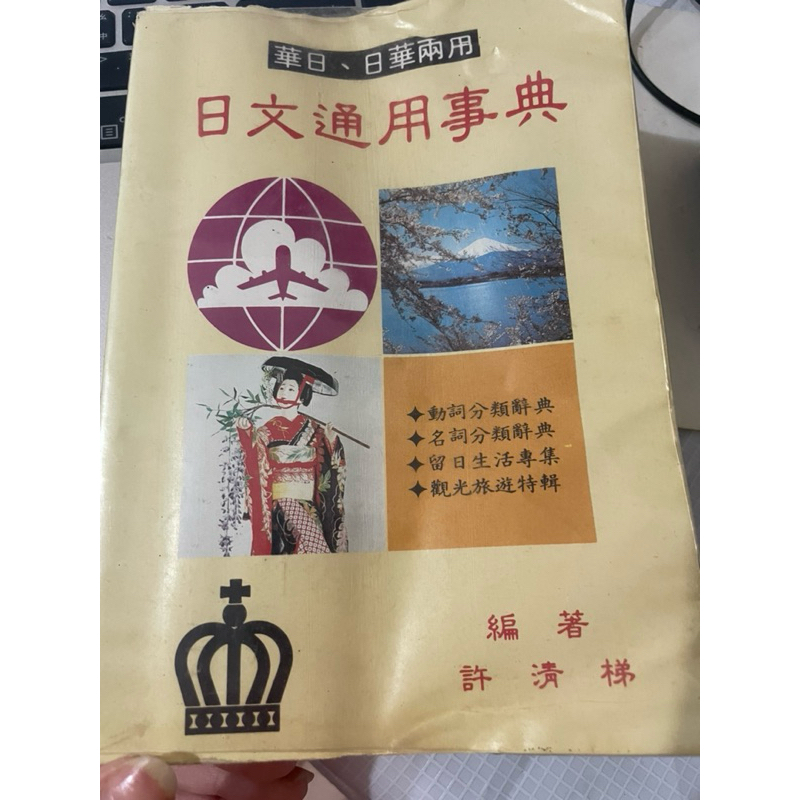 華日、日華兩用
日文通用事典
✦動詞分類辭典
✦名詞分類辭典
✦留日生活專集
✦觀光旅遊特輯
編著
許清梯